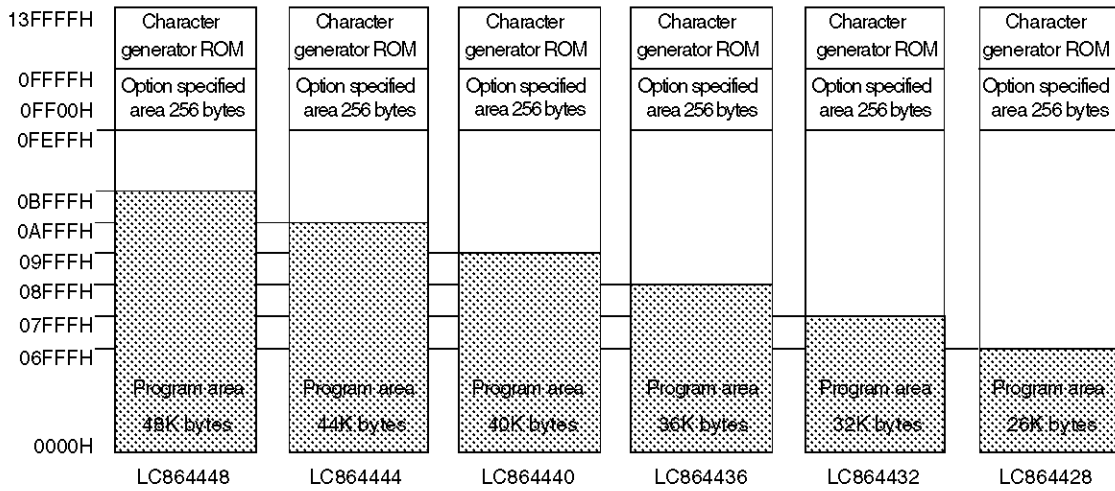 13FFFFH
0FFFFH
0FF00H
0FEFFH
0BFFFH
0AFFFH
09FFFH
08FFFH
07FFFH
06FFFH
0000H
Character
generator ROM
Option specified
area 256 bytes
Program area
48K bytes
LC864448
Character
generator ROM
Option specified
area 256 bytes
Program area
44K bytes
LC864444
Character
generator ROM
Option specified
area 256 bytes
Program area
40K bytes
LC864440
Character
generator ROM
Option specified
area 256 bytes
Program area
36K bytes
LC864436
Character
generator ROM
Option specified
area 256 bytes
Program area
32K bytes
LC864432
Character
generator ROM
Option specified
area 256 bytes
Program area
26K bytes
LC864428